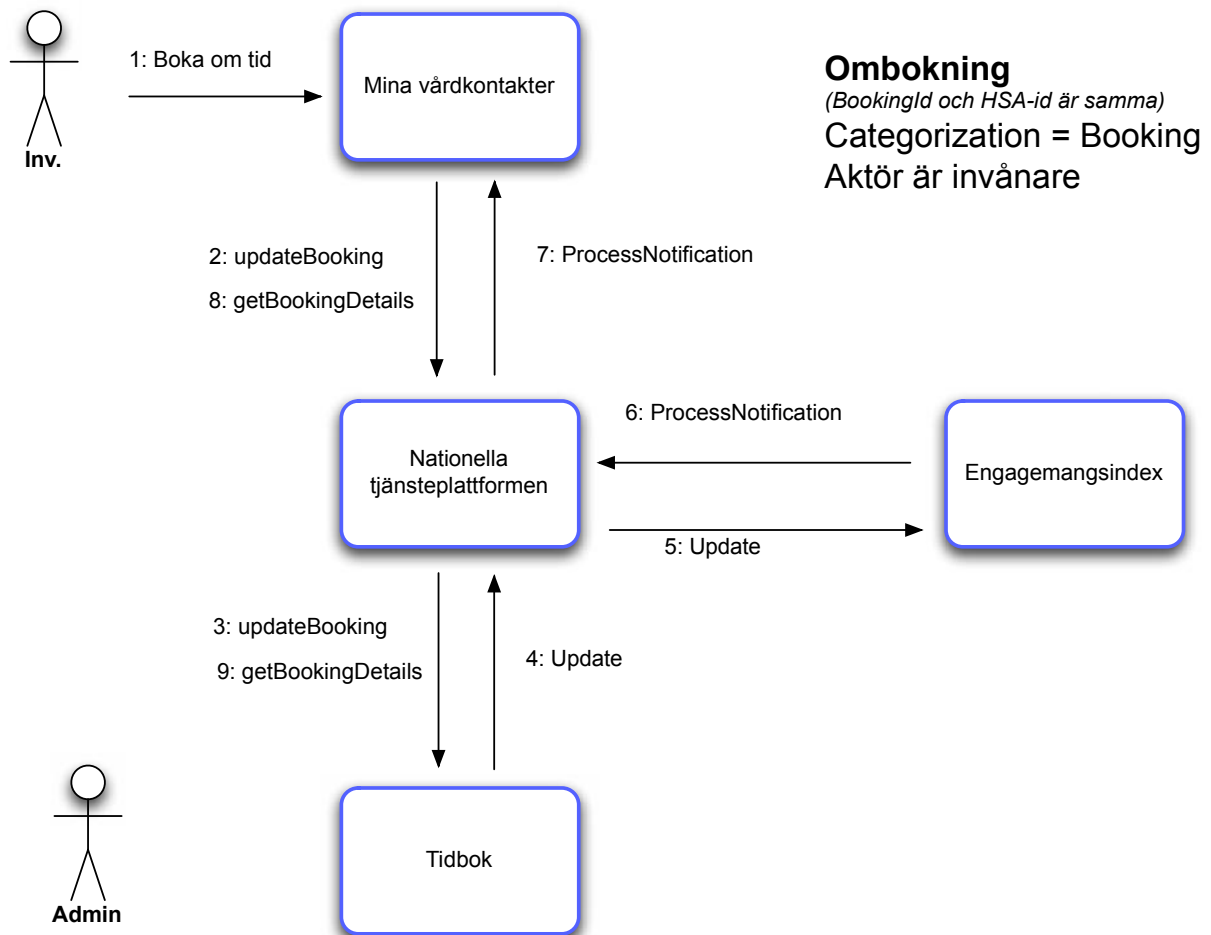 1: Boka om tid
Mina vårdkontakter
Inv.
Ombokning
(BookingId och HSA-id är samma)
Categorization = Booking
Aktör är invånare
2: updateBooking
8: getBookingDetails
7: ProcessNotification
6: ProcessNotification
Nationella
tjänsteplattformen
Engagemangsindex
5: Update
3: updateBooking
9: getBookingDetails
4: Update
Tidbok
Admin